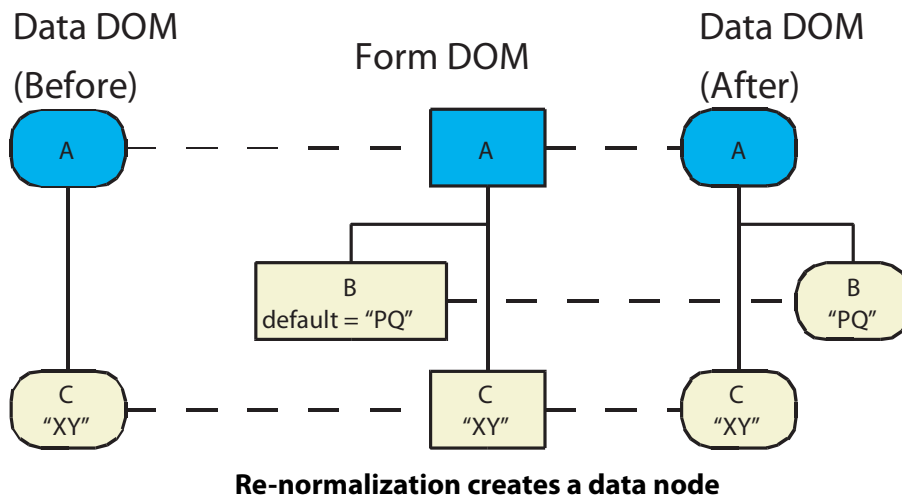 Data DOM
(Before)
Form DOM
Data DOM
(After)
A
A
A
B
default = “PQ”
B
“PQ”
C
“XY”
C
“XY”
C
“XY”
Re-normalization creates a data node